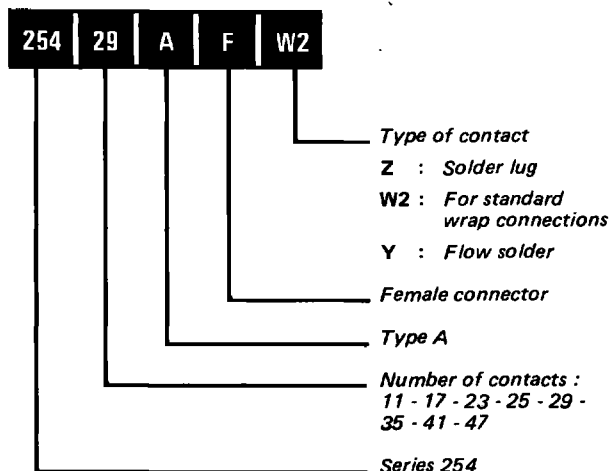 254 29 A F W2
Type of contact
Z : Solder lug
W2 : For standard
wrap connections
Y : Flow solder
Female connector
Type A
Number of contacts :
11 - 17 - 23 - 25 - 29 -
35 - 41 - 47
Series 254